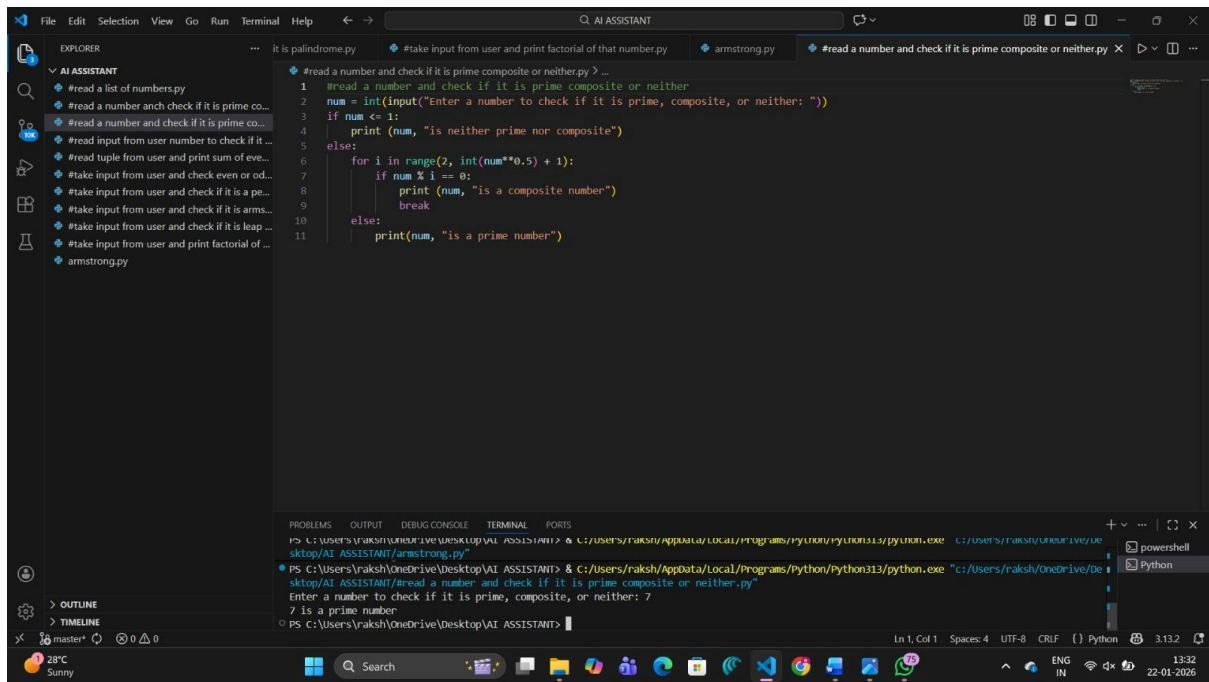 File Edit Selection View Go Run Terminal Help
AI ASSISTANT
EXPLORER
AI ASSISTANT
#read a list of numbers.py
#read a number anch check if it is prime co...
#read a number and check if it is prime co...
#read input from user number to check if it ...
#read tuple from user and print sum of eve...
#take input from user and check even or od...
#take input from user and check if it is a pe...
#take input from user and check if it is arms...
#take input from user and check if it is leap ...
#take input from user and print factorial of ...
armstrong.py
OUTLINE
TIMELINE
3
10K
it is palindrome.py #take input from user and print factorial of that number.py armstrong.py #read a number and check if it is prime composite or neither.py
#read a number and check if it is prime composite or neither.py > ...
1 #read a number and check if it is prime composite or neither
2 num = int(input("Enter a number to check if it is prime, composite, or neither: "))
3 if num <= 1:
4 print (num, "is neither prime nor composite")
5 else:
6 for i in range(2, int(num**0.5) + 1):
7 if num % i == 0:
8 print (num, "is a composite number")
9 break
10 else:
11 print(num, "is a prime number")
PROBLEMS OUTPUT DEBUG CONSOLE TERMINAL PORTS
PS C:\Users\raksh\OneDrive\Desktop\AI ASSISTANT> & C:/Users/raksh/AppData/Local/Programs/Python/Python313/python.exe "c:/Users/raksh/OneDrive/De
sktop/AI ASSISTANT/armstrong.py"
PS C:\Users\raksh\OneDrive\Desktop\AI ASSISTANT> & C:/Users/raksh/AppData/Local/Programs/Python/Python313/python.exe "c:/Users/raksh/OneDrive/De
sktop/AI ASSISTANT/#read a number and check if it is prime composite or neither.py"
Enter a number to check if it is prime, composite, or neither: 7
7 is a prime number
PS C:\Users\raksh\OneDrive\Desktop\AI ASSISTANT>
powershell
Python
master* 0 0
Ln 1, Col 1 Spaces: 4 UTF-8 CRLF {} Python 3.13.2
1
28°C
Sunny
Search
75
ENG
IN
13:32
22-01-2026